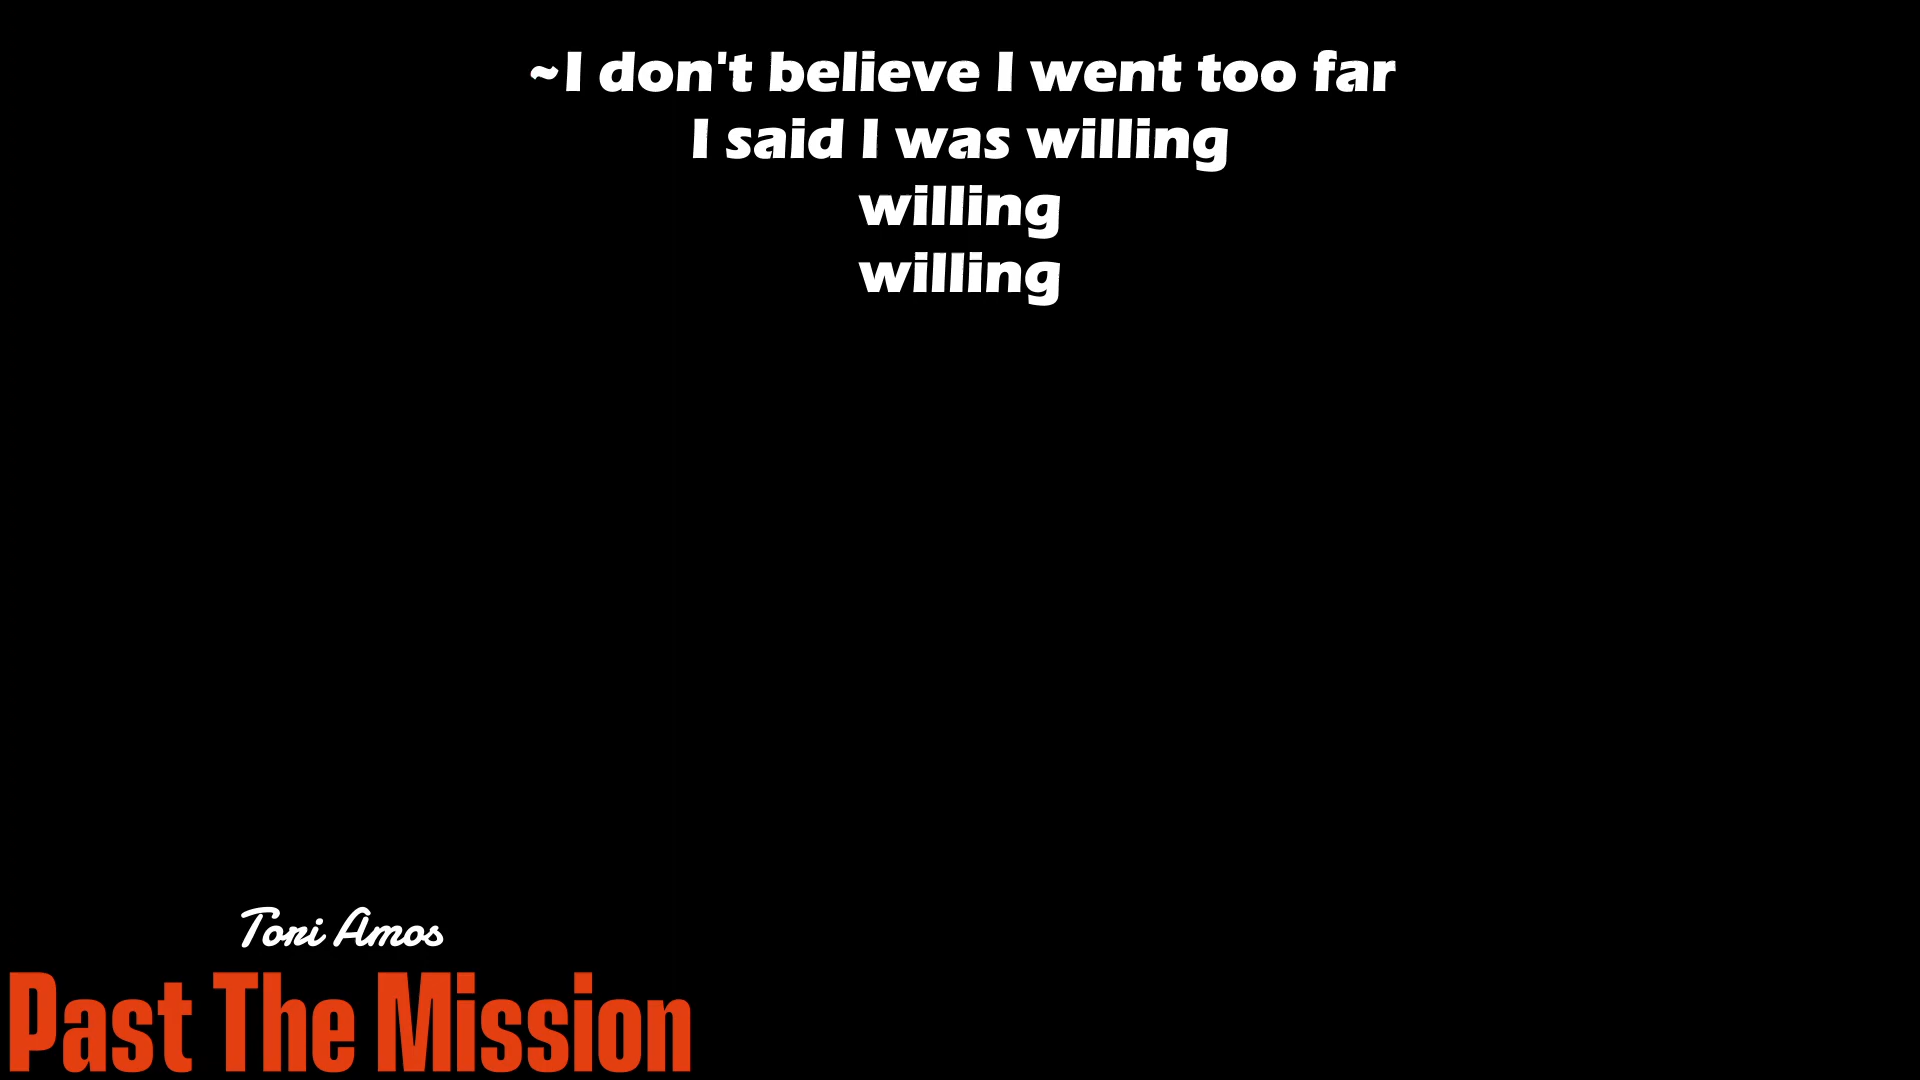 ~I don't believe I went too far
I said I was willing
willing
willing
Tori Amos
Past The Mission